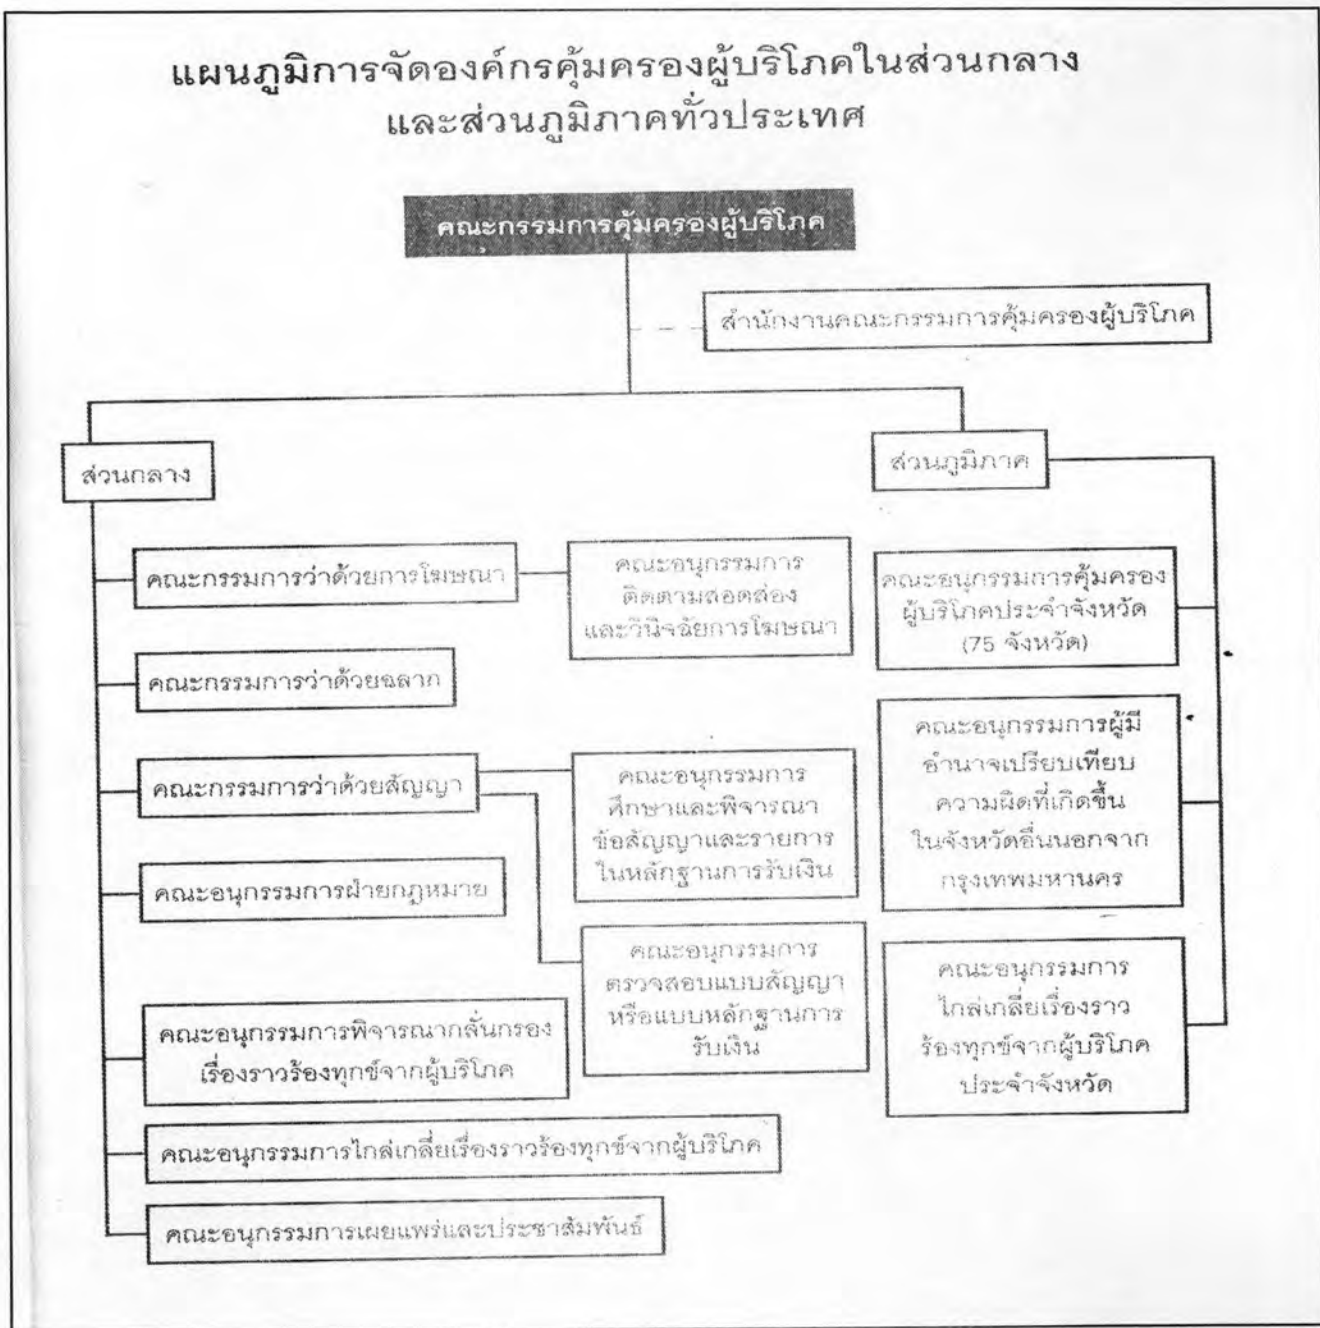 แผนภูมิการจัดองค์กรคุ้มครองผู้บริโภคในส่วนกลาง
และส่วนภูมิภาคทั่วประเทศ
คณะกรรมการคุ้มครองผู้บริโภค
สำนักงานคณะกรรมการคุ้มครองผู้บริโภค
ส่วนกลาง
คณะกรรมการว่าด้วยการโฆษณา
คณะอนุกรรมการ
ติดตามสอดส่อง
และวินิจฉัยการโฆษณา
คณะกรรมการว่าด้วยฉลาก
คณะกรรมการว่าด้วยสัญญา
คณะอนุกรรมการ
ศึกษาและพิจารณา
ข้อสัญญาและรายการ
ในหลักฐานการรับเงิน
คณะอนุกรรมการ
ตรวจสอบแบบสัญญา
หรือแบบหลักฐานการ
รับเงิน
คณะอนุกรรมการฝ่ายกฎหมาย
คณะอนุกรรมการพิจารณากลั่นกรอง
เรื่องราวร้องทุกข์จากผู้บริโภค
คณะอนุกรรมการไกล่เกลี่ยเรื่องราวร้องทุกข์จากผู้บริโภค
คณะอนุกรรมการเผยแพร่และประชาสัมพันธ์
ส่วนภูมิภาค
คณะอนุกรรมการคุ้มครอง
ผู้บริโภคประจำจังหวัด
(75 จังหวัด)
คณะอนุกรรมการผู้มี
อำนาจเปรียบเทียบ
ความผิดที่เกิดขึ้น
ในจังหวัดอื่นนอกจาก
กรุงเทพมหานคร
คณะอนุกรรมการ
ไกล่เกลี่ยเรื่องราว
ร้องทุกข์จากผู้บริโภค
ประจำจังหวัด